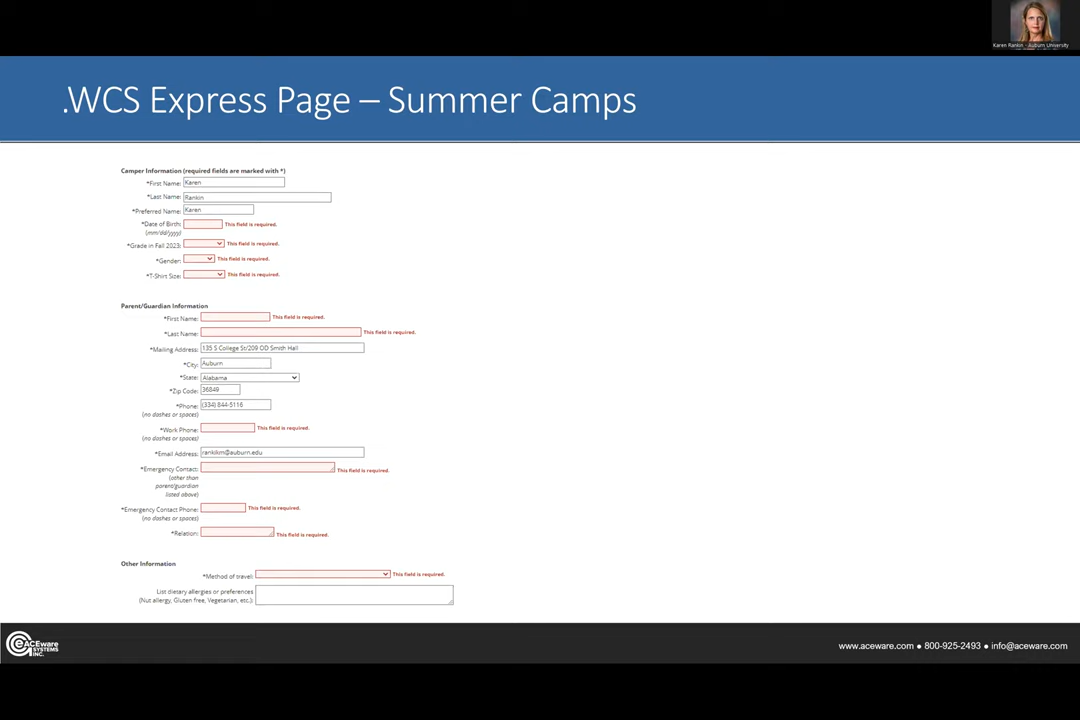 Karen Rankin - Auburn University
.WCS Express Page – Summer Camps
Camper Information (required fields are marked with *)
*First Name: Karen
*Last Name: Rankin
*Preferred Name: Karen
*Date of Birth: This field is required.
(mm/dd/yyyy)
*Grade in Fall 2023: This field is required.
*Gender: This field is required.
*T-Shirt Size: This field is required.
Parent/Guardian Information
*First Name: This field is required.
*Last Name: This field is required.
*Mailing Address: 135 S College St/209 OD Smith Hall
*City: Auburn
*State: Alabama
*Zip Code: 36849
*Phone: (334) 844-5116
(no dashes or spaces)
*Work Phone: This field is required.
(no dashes or spaces)
*Email Address: rankikm@auburn.edu
*Emergency Contact: This field is required.
(other than
parent/guardian
listed above)
*Emergency Contact Phone: This field is required.
(no dashes or spaces)
*Relation: This field is required.
Other Information
*Method of travel: This field is required.
List dietary allergies or preferences
(Nut allergy, Gluten free, Vegetarian, etc.):
ACEware
SYSTEMS
INC.
www.aceware.com ● 800-925-2493 ● info@aceware.com